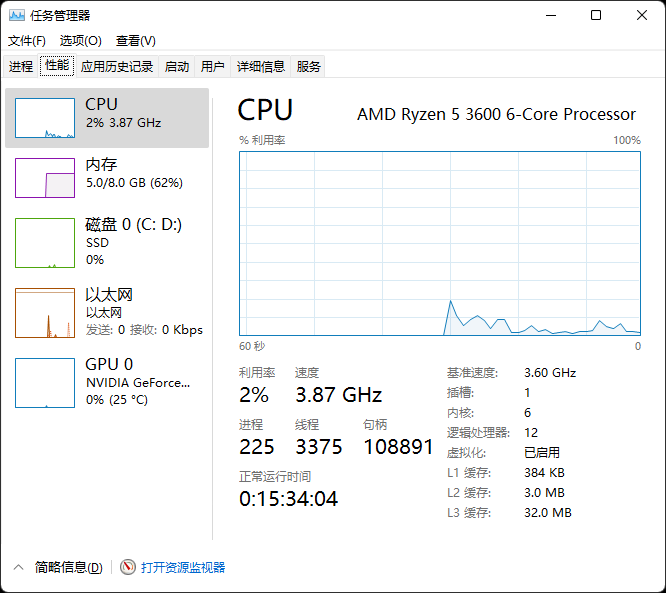 任务管理器
文件(F) 选项(O) 查看(V)
进程 性能 应用历史记录 启动 用户 详细信息 服务
CPU
2% 3.87 GHz
内存
5.0/8.0 GB (62%)
磁盘 0 (C: D:)
SSD
0%
以太网
以太网
发送: 0 接收: 0 Kbps
GPU 0
NVIDIA GeForce...
0% (25 °C)
CPU AMD Ryzen 5 3600 6-Core Processor
% 利用率 100%
60 秒 0
利用率 速度
2% 3.87 GHz
进程 线程 句柄
225 3375 108891
正常运行时间
0:15:34:04
基准速度: 3.60 GHz
插槽: 1
内核: 6
逻辑处理器: 12
虚拟化: 已启用
L1 缓存: 384 KB
L2 缓存: 3.0 MB
L3 缓存: 32.0 MB
简略信息(D) 打开资源监视器